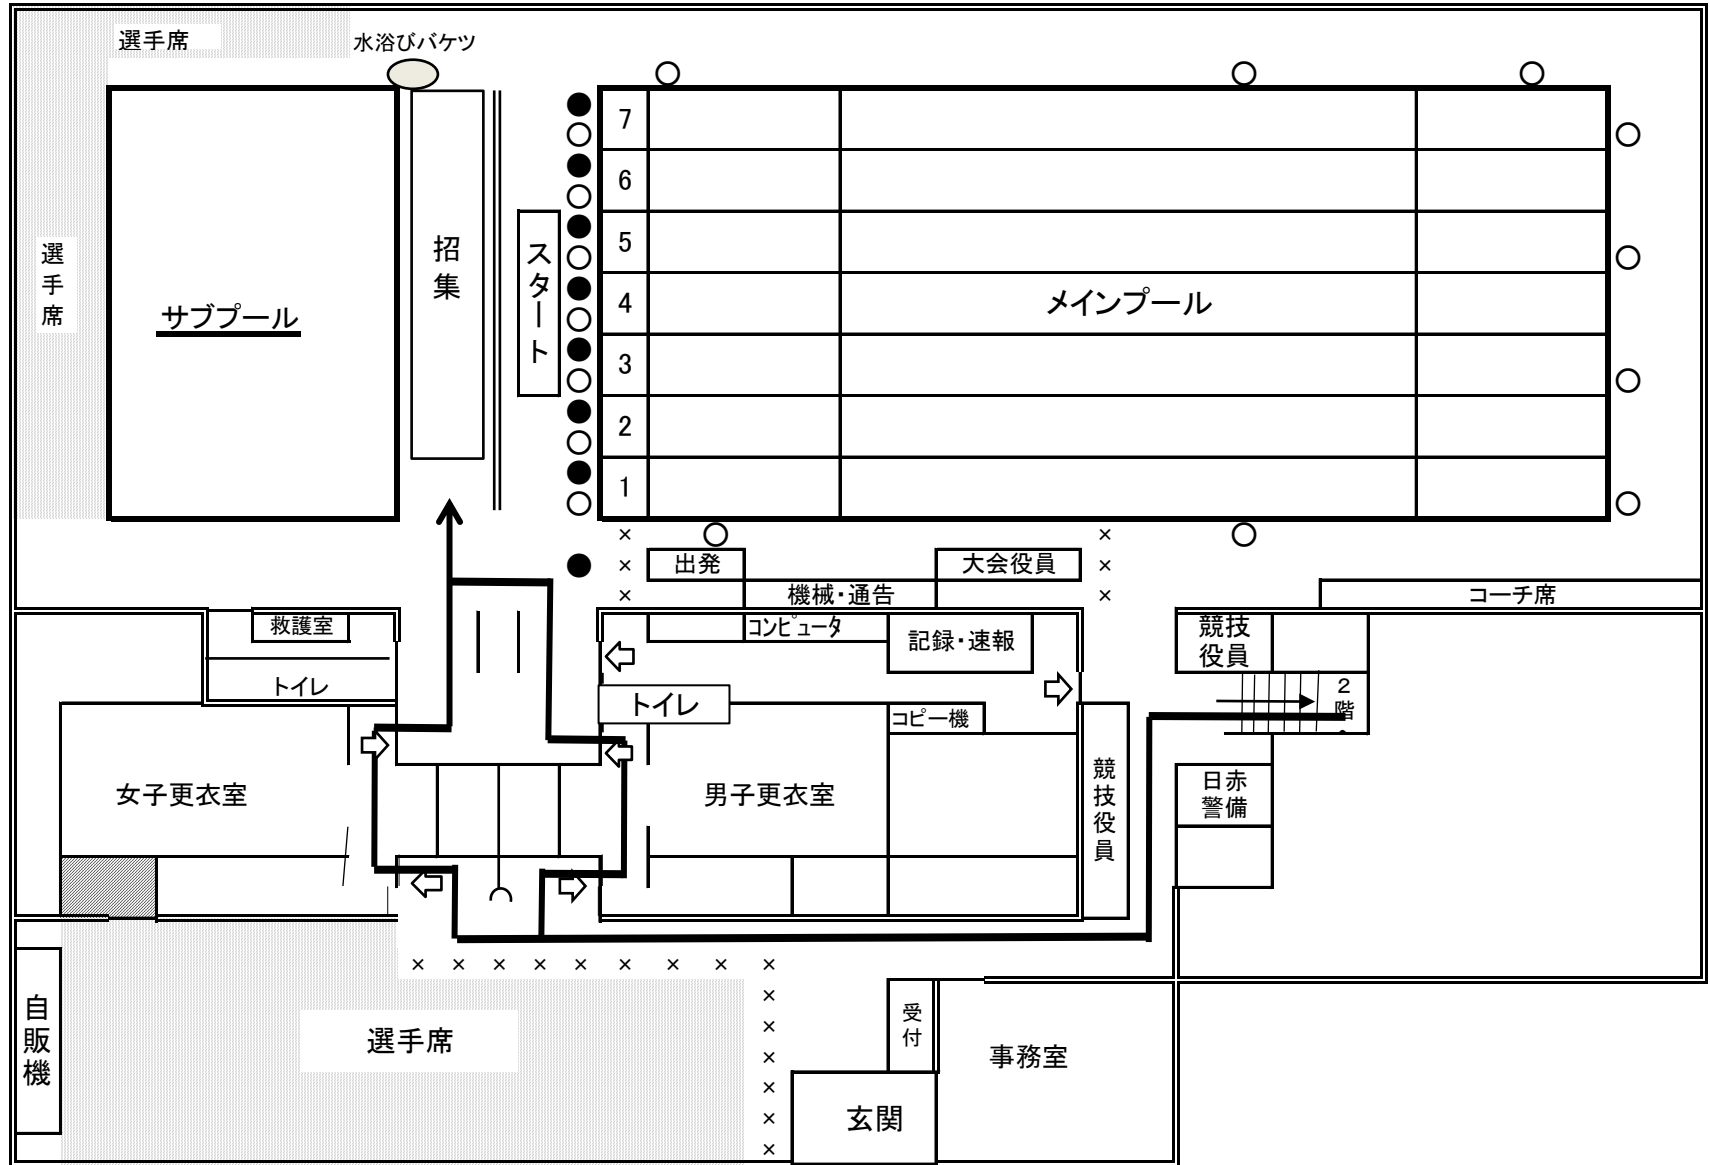 選手席
水浴びバケツ
7
6
5
4
3
2
1
選手席
サブプール
招集
スタート
メインプール
出発
大会役員
機械・通告
コーチ席
救護室
コンピュータ
記録・速報
競技
役員
トイレ
トイレ
コピー機
2
階
女子更衣室
男子更衣室
競技役員
日赤
警備
自販機
選手席
受付
事務室
玄関